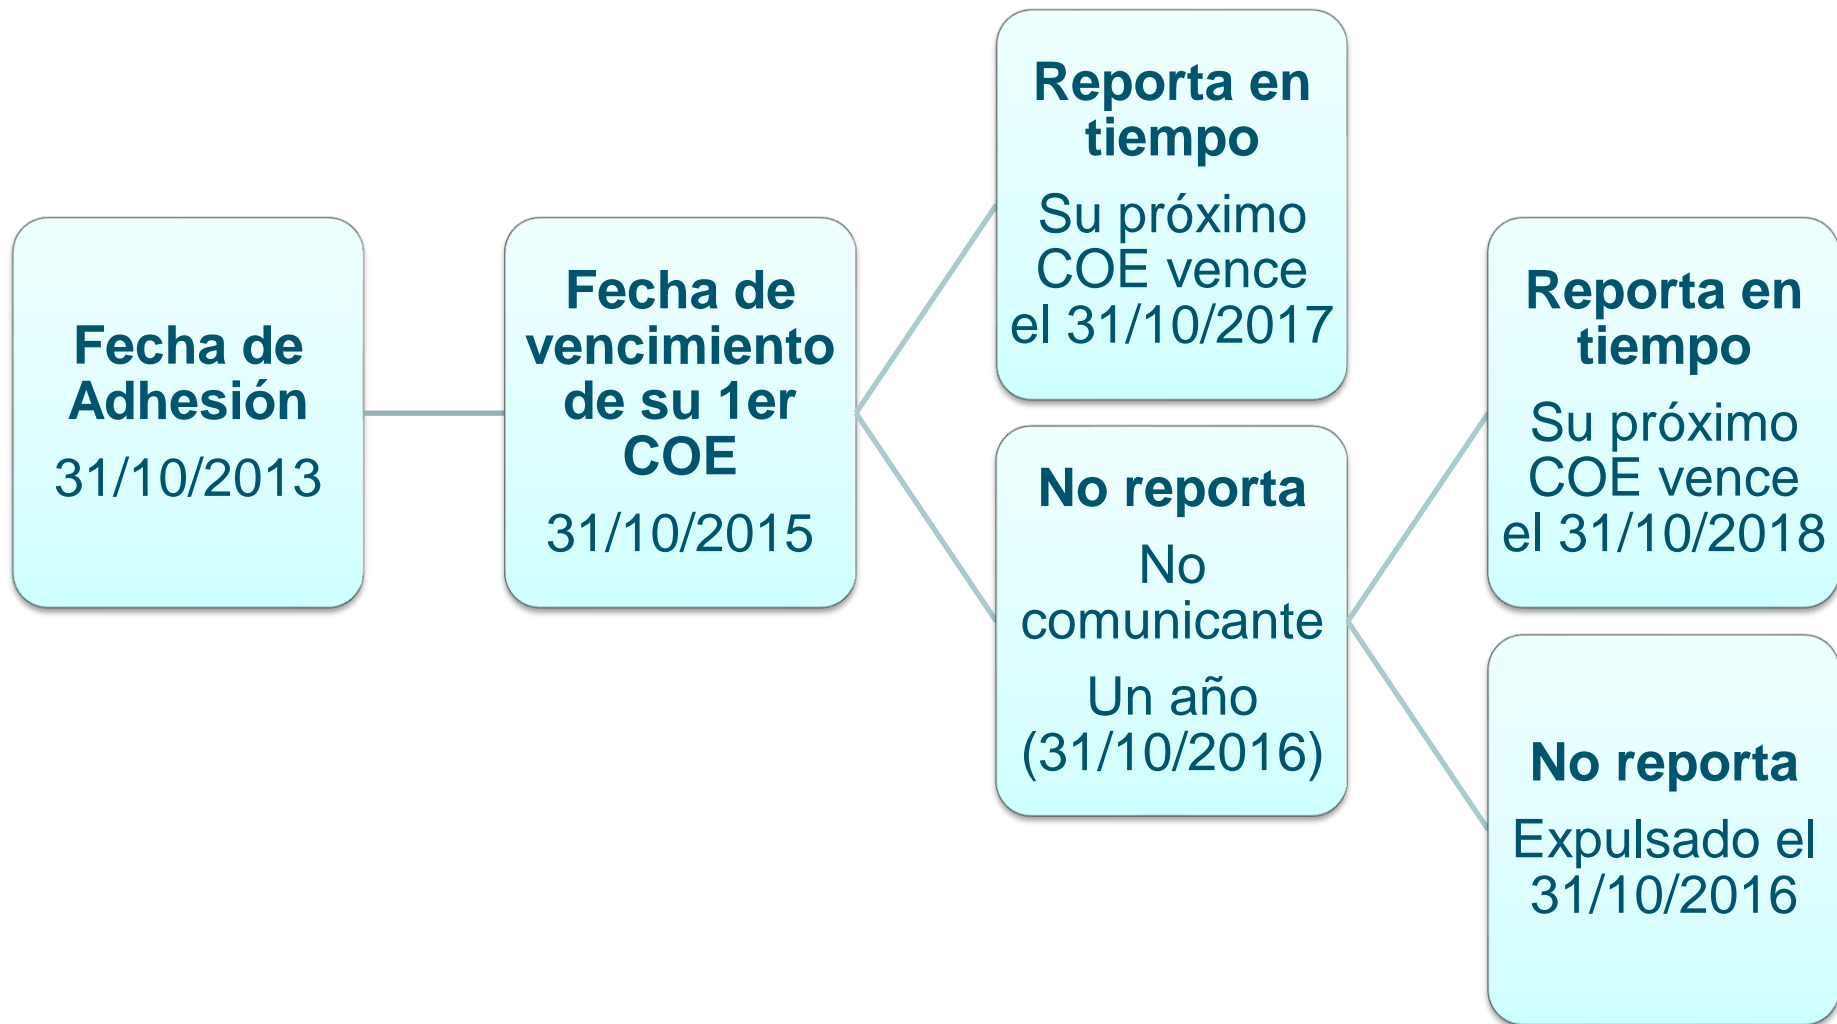 Fecha de
Adhesión
31/10/2013
Fecha de
vencimiento
de su 1er
COE
31/10/2015
Reporta en
tiempo
Su próximo
COE vence
el 31/10/2017
No reporta
No
comunicante
Un año
(31/10/2016)
Reporta en
tiempo
Su próximo
COE vence
el 31/10/2018
No reporta
Expulsado el
31/10/2016